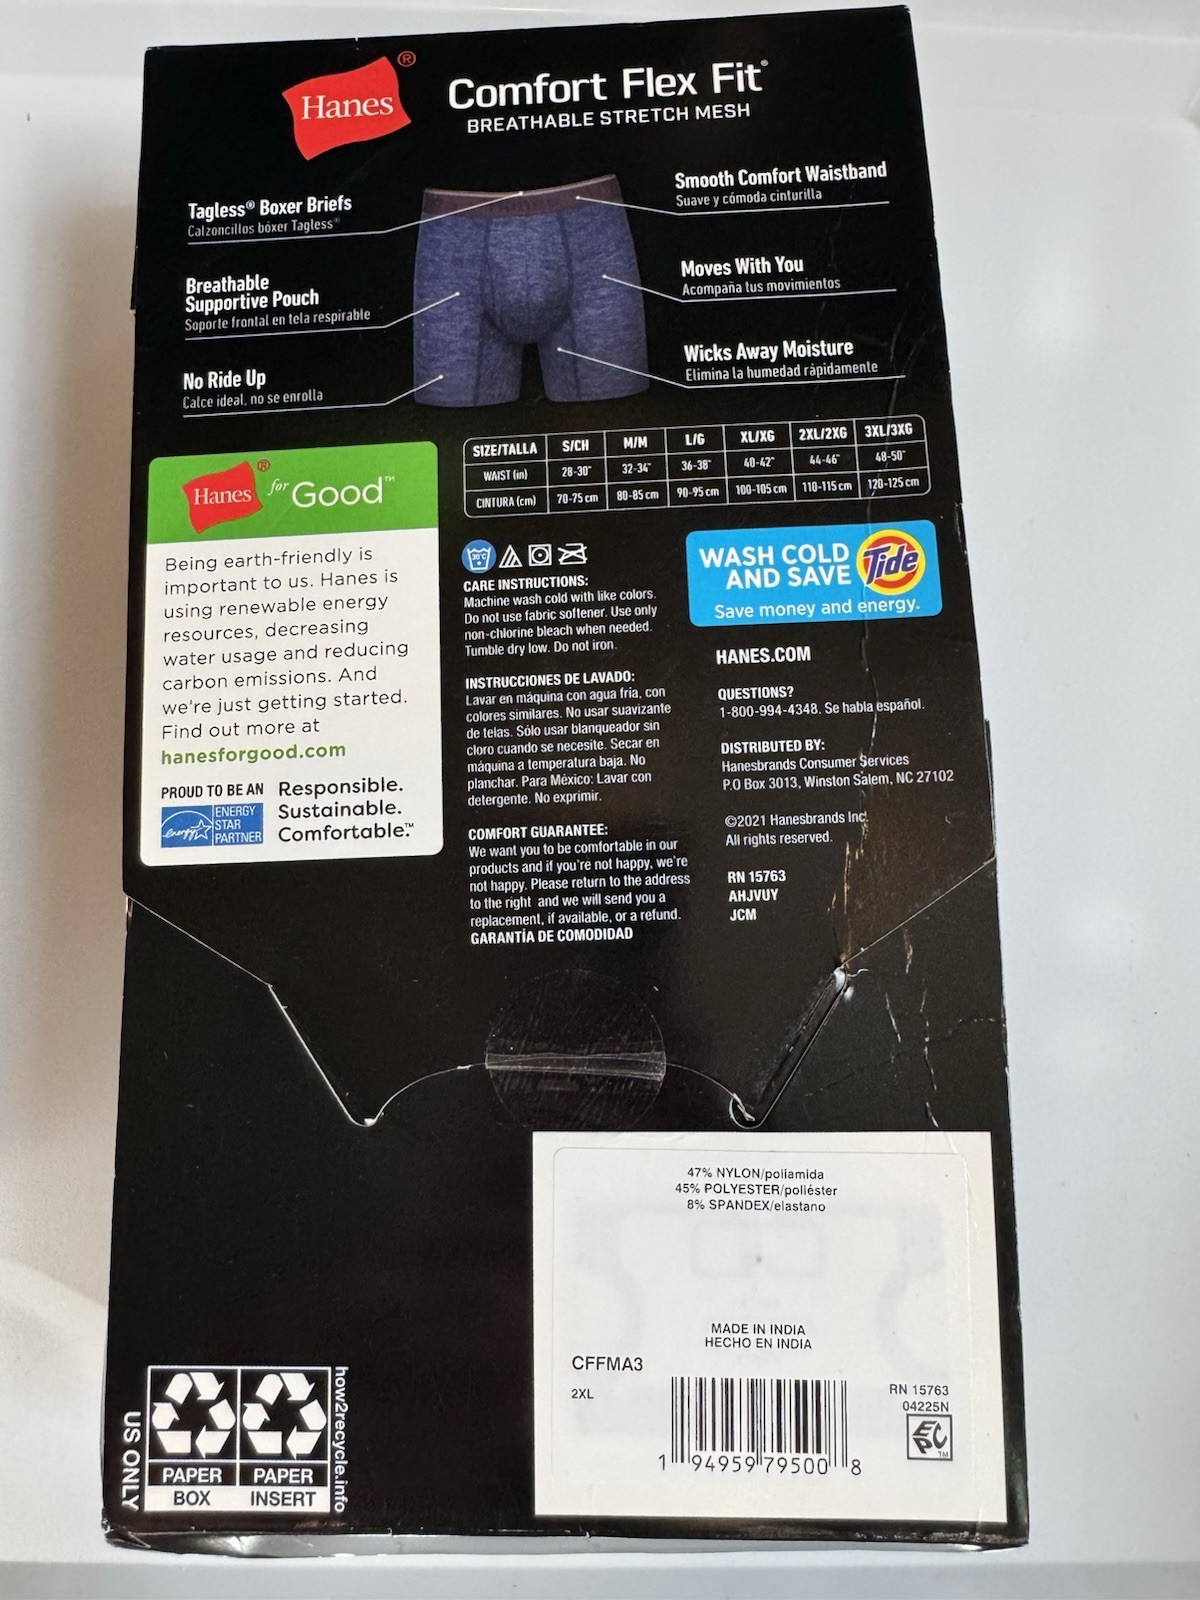 Hanes®
Comfort Flex Fit®
BREATHABLE STRETCH MESH
Tagless® Boxer Briefs
Calzoncillos bóxer Tagless®
Breathable
Supportive Pouch
Soporte frontal en tela respirable
No Ride Up
Calce ideal, no se enrolla
Smooth Comfort Waistband
Suave y cómoda cinturilla
Moves With You
Acompaña tus movimientos
Wicks Away Moisture
Elimina la humedad rápidamente
SIZE/TALLA S/CH M/M L/G XL/XG 2XL/2XG 3XL/3XG
WAIST (in) 28-30" 32-34" 36-38" 40-42" 44-46" 48-50"
CINTURA (cm) 70-75 cm 80-85 cm 90-95 cm 100-105 cm 110-115 cm 120-125 cm
Hanes® for Good™
Being earth-friendly is
important to us. Hanes is
using renewable energy
resources, decreasing
water usage and reducing
carbon emissions. And
we're just getting started.
Find out more at
hanesforgood.com
PROUD TO BE AN
energy
ENERGY
STAR
PARTNER
Responsible.
Sustainable.
Comfortable.™
30°C
CARE INSTRUCTIONS:
Machine wash cold with like colors.
Do not use fabric softener. Use only
non-chlorine bleach when needed.
Tumble dry low. Do not iron.
INSTRUCCIONES DE LAVADO:
Lavar en máquina con agua fría, con
colores similares. No usar suavizante
de telas. Sólo usar blanqueador sin
cloro cuando se necesite. Secar en
máquina a temperatura baja. No
planchar. Para México: Lavar con
detergente. No exprimir.
COMFORT GUARANTEE:
We want you to be comfortable in our
products and if you're not happy, we're
not happy. Please return to the address
to the right and we will send you a
replacement, if available, or a refund.
GARANTÍA DE COMODIDAD
WASH COLD
AND SAVE
Tide
Save money and energy.
HANES.COM
QUESTIONS?
1-800-994-4348. Se habla español.
DISTRIBUTED BY:
Hanesbrands Consumer Services
P.O Box 3013, Winston Salem, NC 27102
©2021 Hanesbrands Inc.
All rights reserved.
RN 15763
AHJVUY
JCM
47% NYLON/poliamida
45% POLYESTER/poliéster
8% SPANDEX/elastano
MADE IN INDIA
HECHO EN INDIA
CFFMA3
2XL
RN 15763
04225N
EPC™
1 94959 79500 8
US ONLY
PAPER
BOX
PAPER
INSERT
how2recycle.info